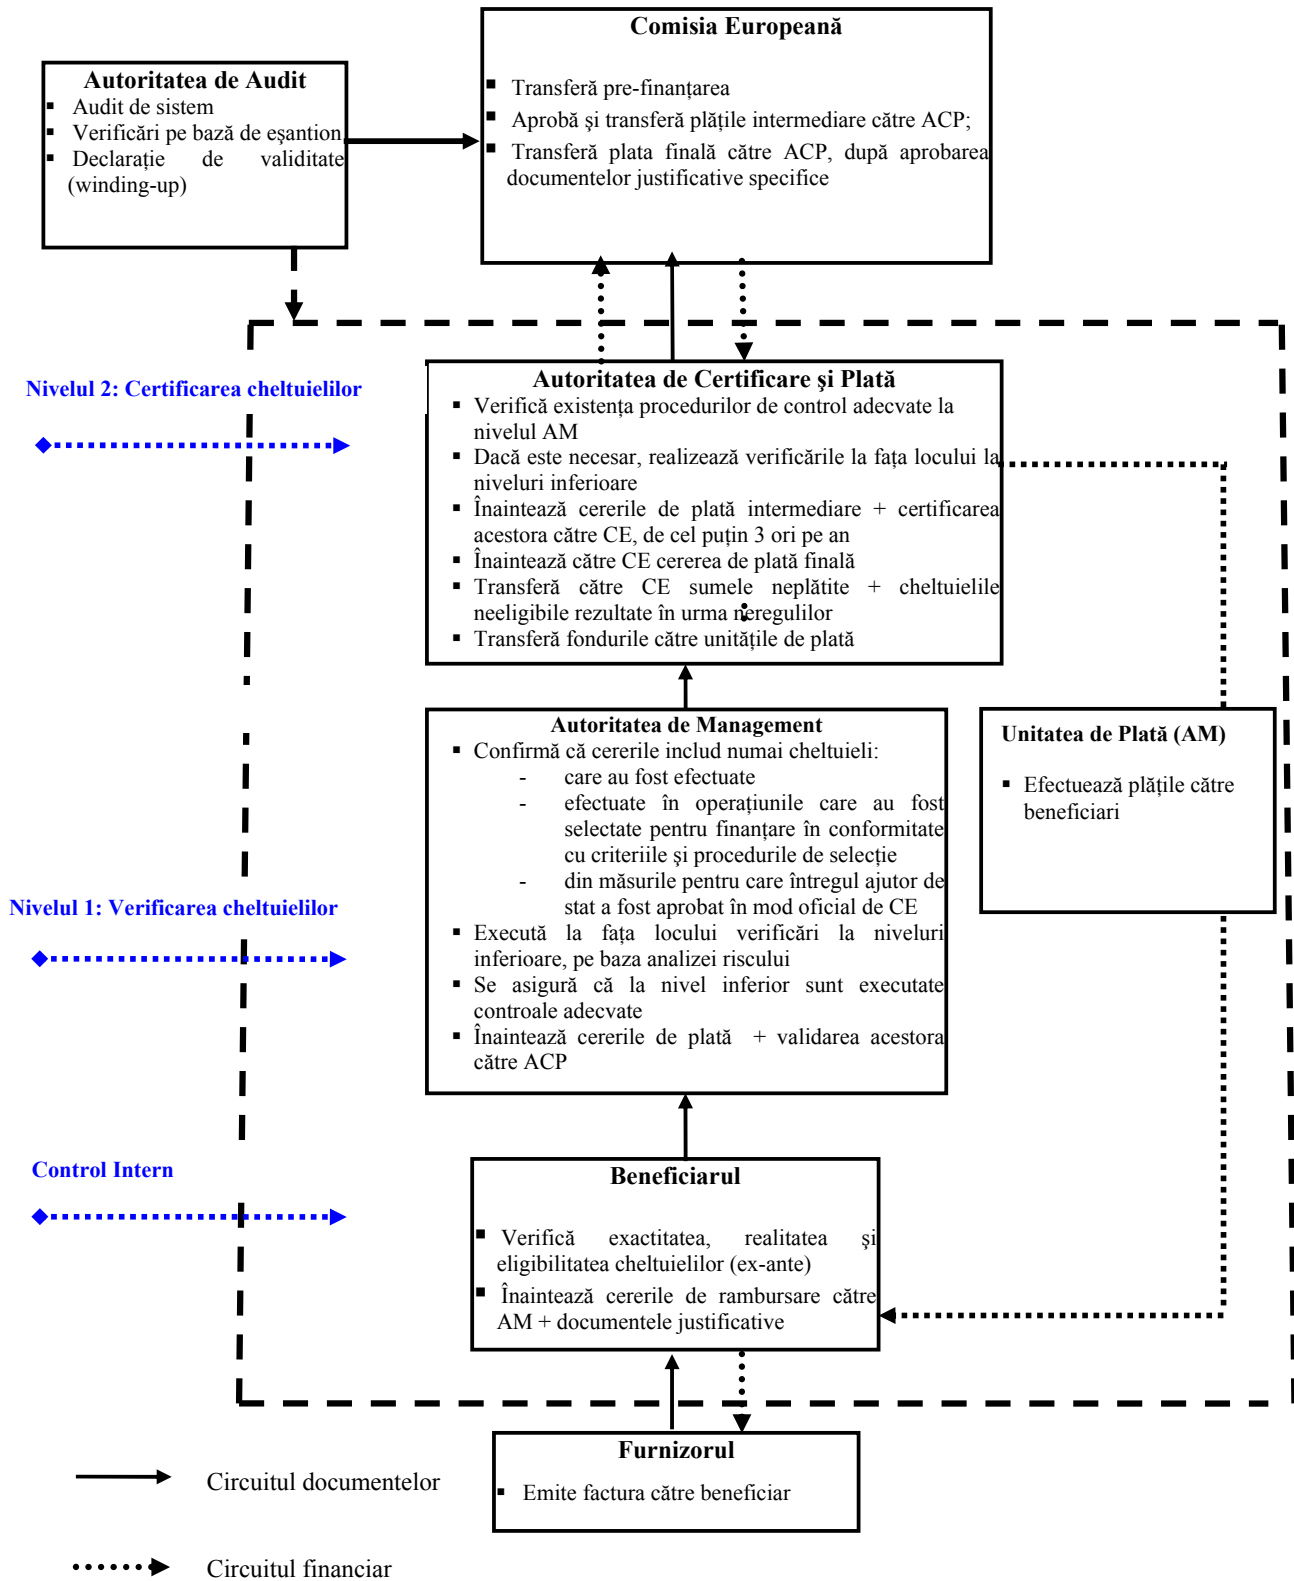 Comisia Europeană
▪ Transferă pre-finanțarea
▪ Aprobă şi transferă plățile intermediare către ACP;
▪ Transferă plata finală către ACP, după aprobarea
documentelor justificative specifice
Autoritatea de Audit
▪ Audit de sistem
▪ Verificări pe bază de eşantion
▪ Declarație de validitate
(winding-up)
Nivelul 2: Certificarea cheltuielilor
Autoritatea de Certificare şi Plată
▪ Verifică existența procedurilor de control adecvate la
nivelul AM
▪ Dacă este necesar, realizează verificările la fața locului la
niveluri inferioare
▪ Înaintează cererile de plată intermediare + certificarea
acestora către CE, de cel puțin 3 ori pe an
▪ Înaintează către CE cererea de plată finală
▪ Transferă către CE sumele neplătite + cheltuielile
neeligibile rezultate în urma neregulilor
▪ Transferă fondurile către unitățile de plată
Autoritatea de Management
▪ Confirmă că cererile includ numai cheltuieli:
- care au fost efectuate
- efectuate în operațiunile care au fost
selectate pentru finanțare în conformitate
cu criteriile şi procedurile de selecție
- din măsurile pentru care întregul ajutor de
stat a fost aprobat în mod oficial de CE
▪ Execută la fața locului verificări la niveluri
inferioare, pe baza analizei riscului
▪ Se asigură că la nivel inferior sunt executate
controale adecvate
▪ Înaintează cererile de plată + validarea acestora
către ACP
Unitatea de Plată (AM)
▪ Efectuează plățile către
beneficiari
Nivelul 1: Verificarea cheltuielilor
Control Intern
Beneficiarul
▪ Verifică exactitatea, realitatea şi
eligibilitatea cheltuielilor (ex-ante)
▪ Înaintează cererile de rambursare către
AM + documentele justificative
Furnizorul
▪ Emite factura către beneficiar
Circuitul documentelor
Circuitul financiar